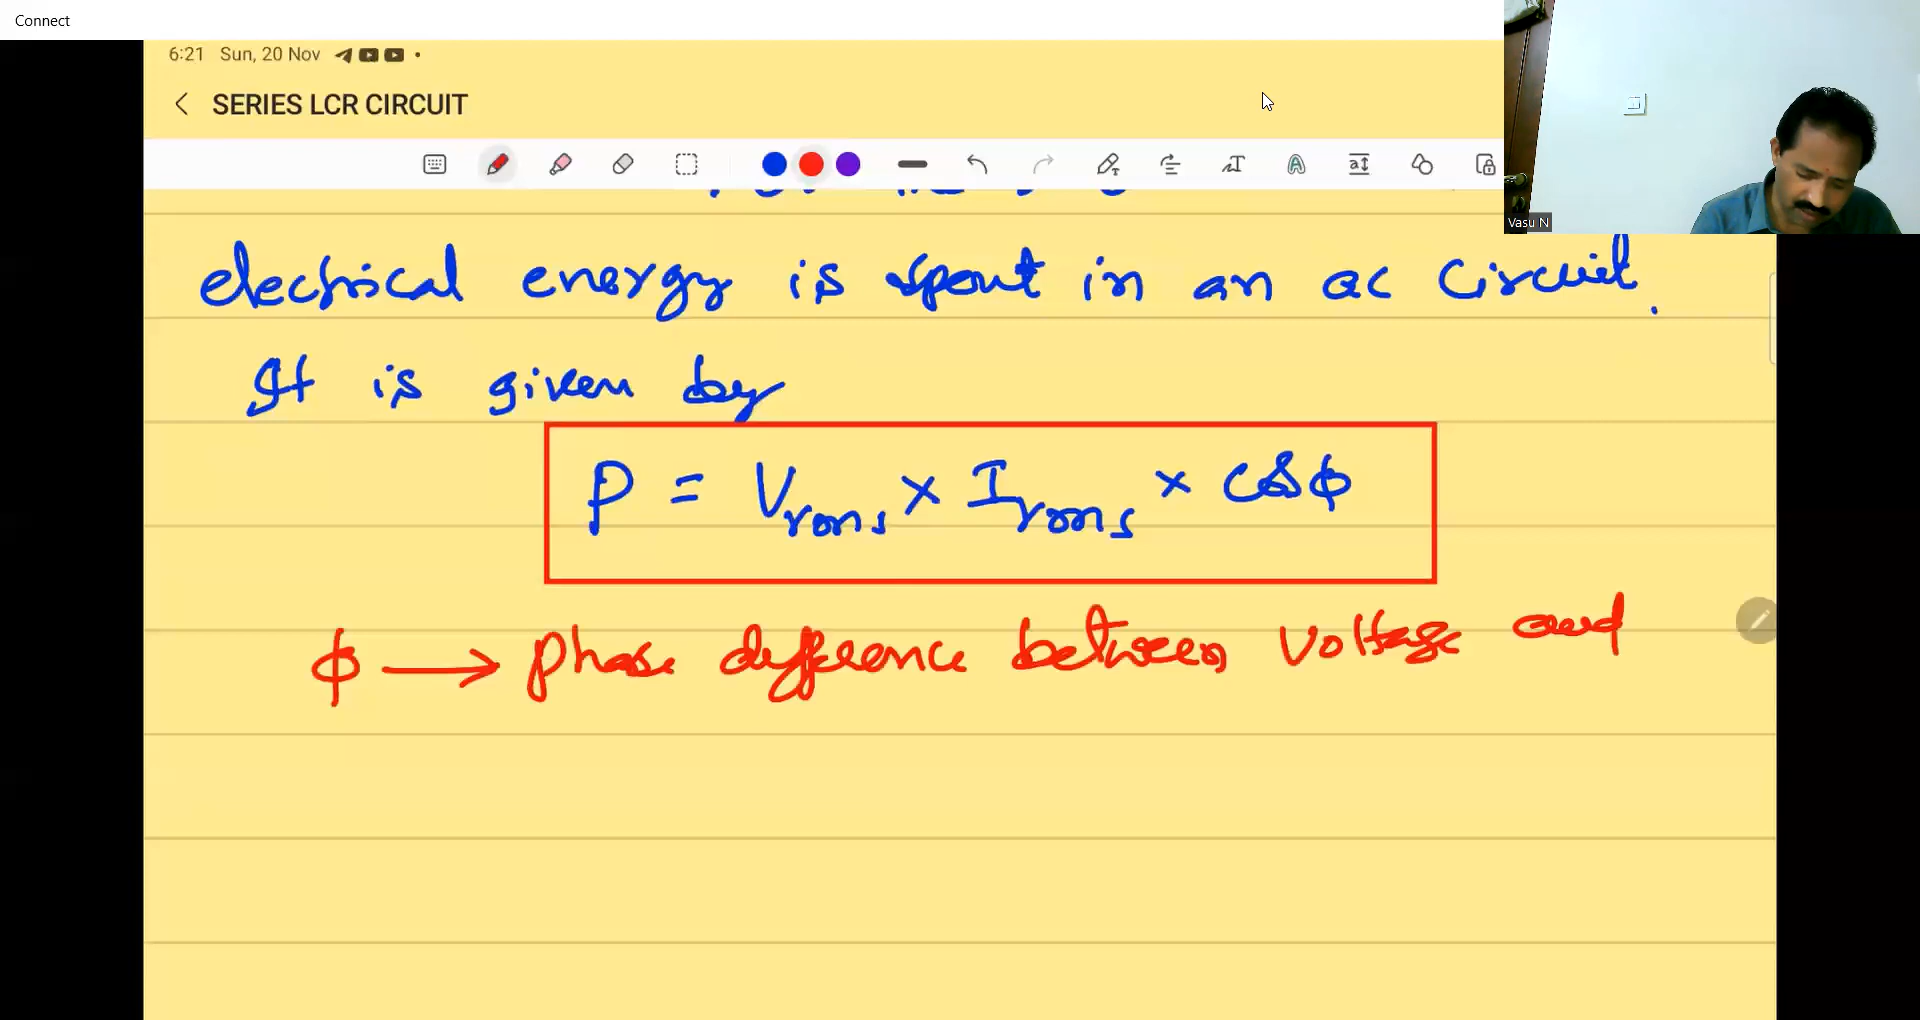 Connect
6:21 Sun, 20 Nov
SERIES LCR CIRCUIT
Vasu N
electrical energy is spent in an ac circuit.
It is given by
P = Vrms × Irms × cosϕ
ϕ → phase difference between voltage and